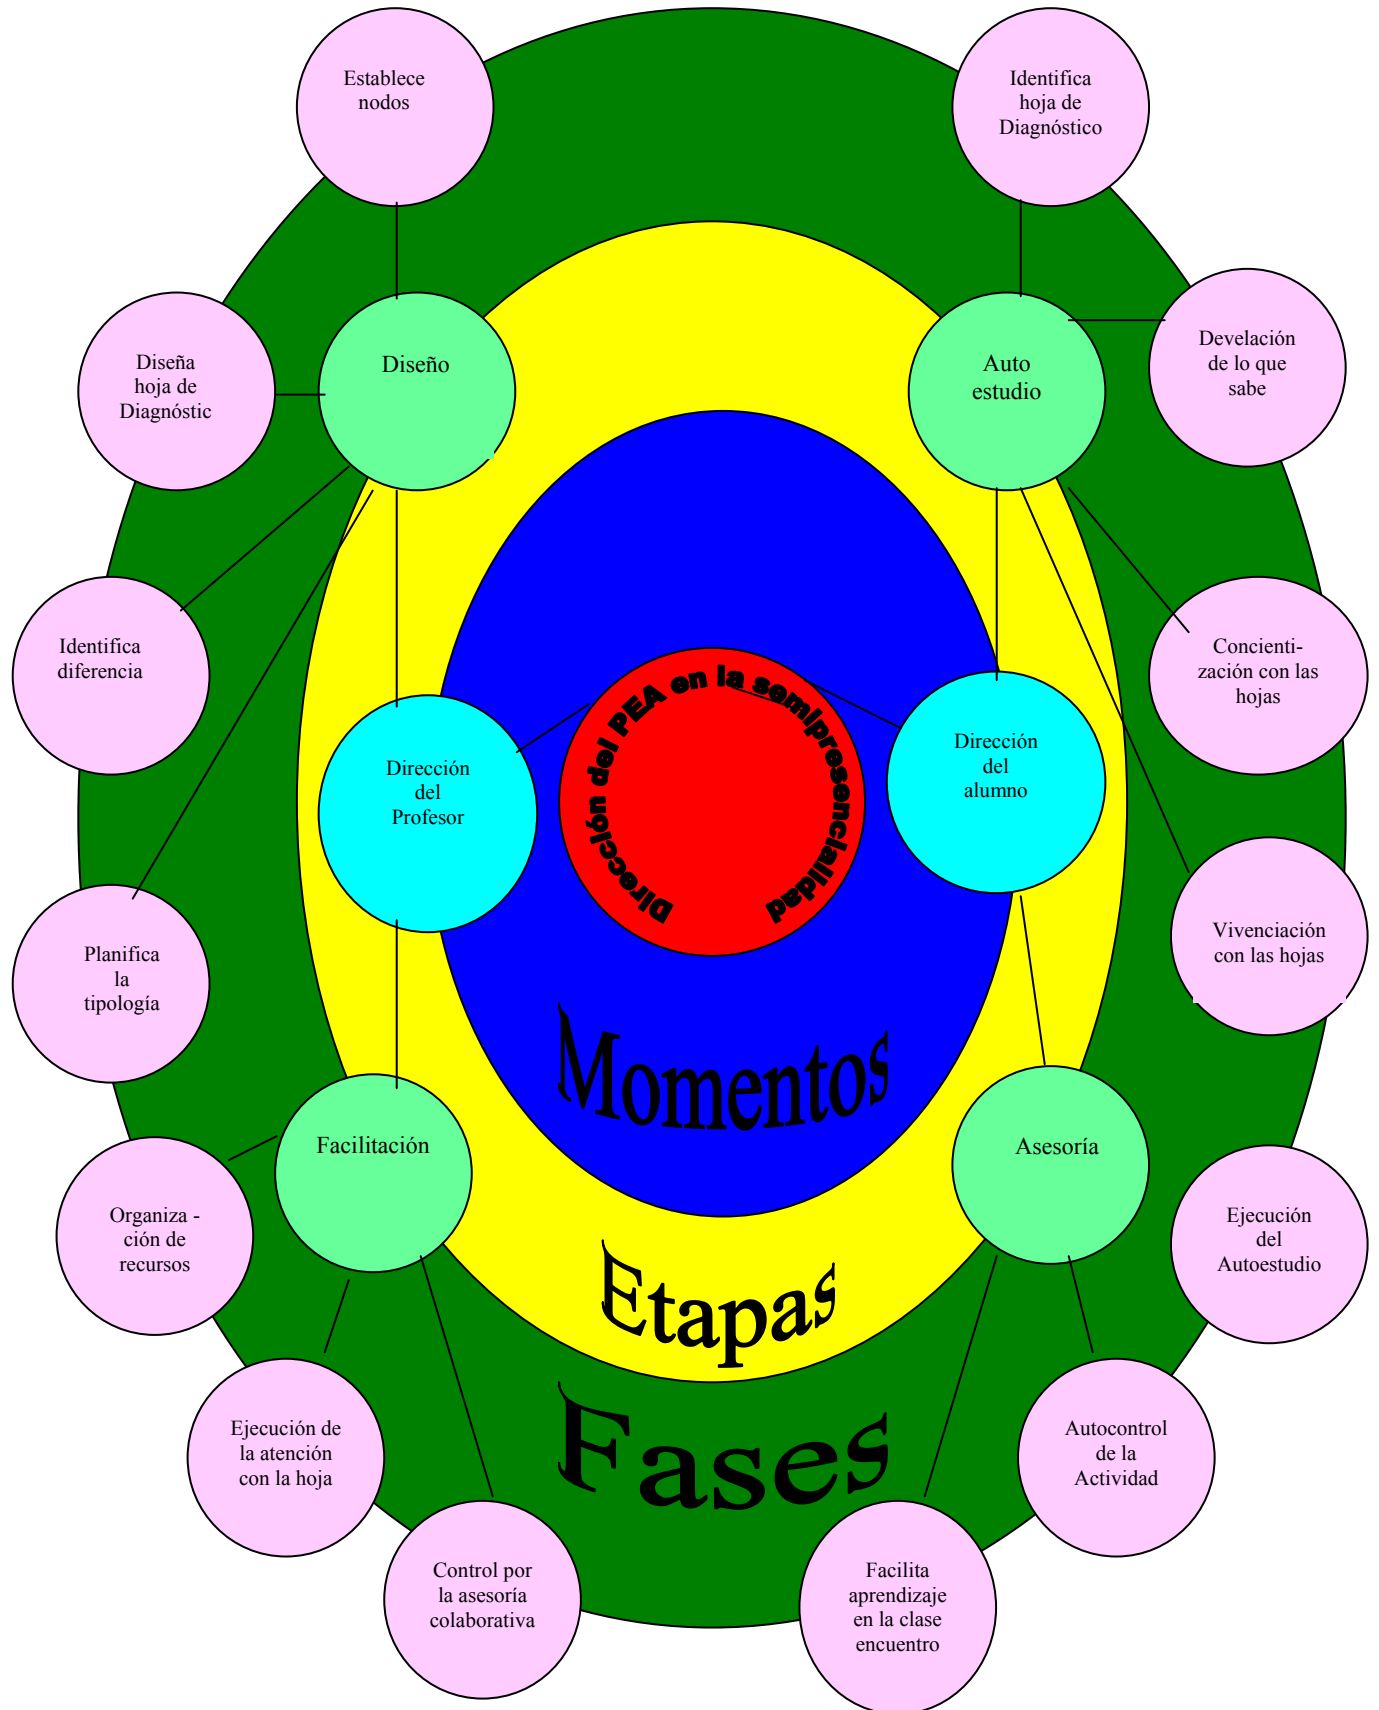 Establece
nodos
Identifica
hoja de
Diagnóstico
Diseña
hoja de
Diagnóstic
Diseño
Auto
estudio
Develación
de lo que
sabe
Identifica
diferencia
Dirección
del
Profesor
Dirección del PEA en la semipresencialidad
Dirección
del
alumno
Concienti-
zación con las
hojas
Planifica
la
tipología
Vivenciación
con las hojas
Momentos
Facilitación
Asesoría
Organiza -
ción de
recursos
Ejecución
del
Autoestudio
Etapas
Ejecución de
la atención
con la hoja
Fases
Autocontrol
de la
Actividad
Control por
la asesoría
colaborativa
Facilita
aprendizaje
en la clase
encuentro